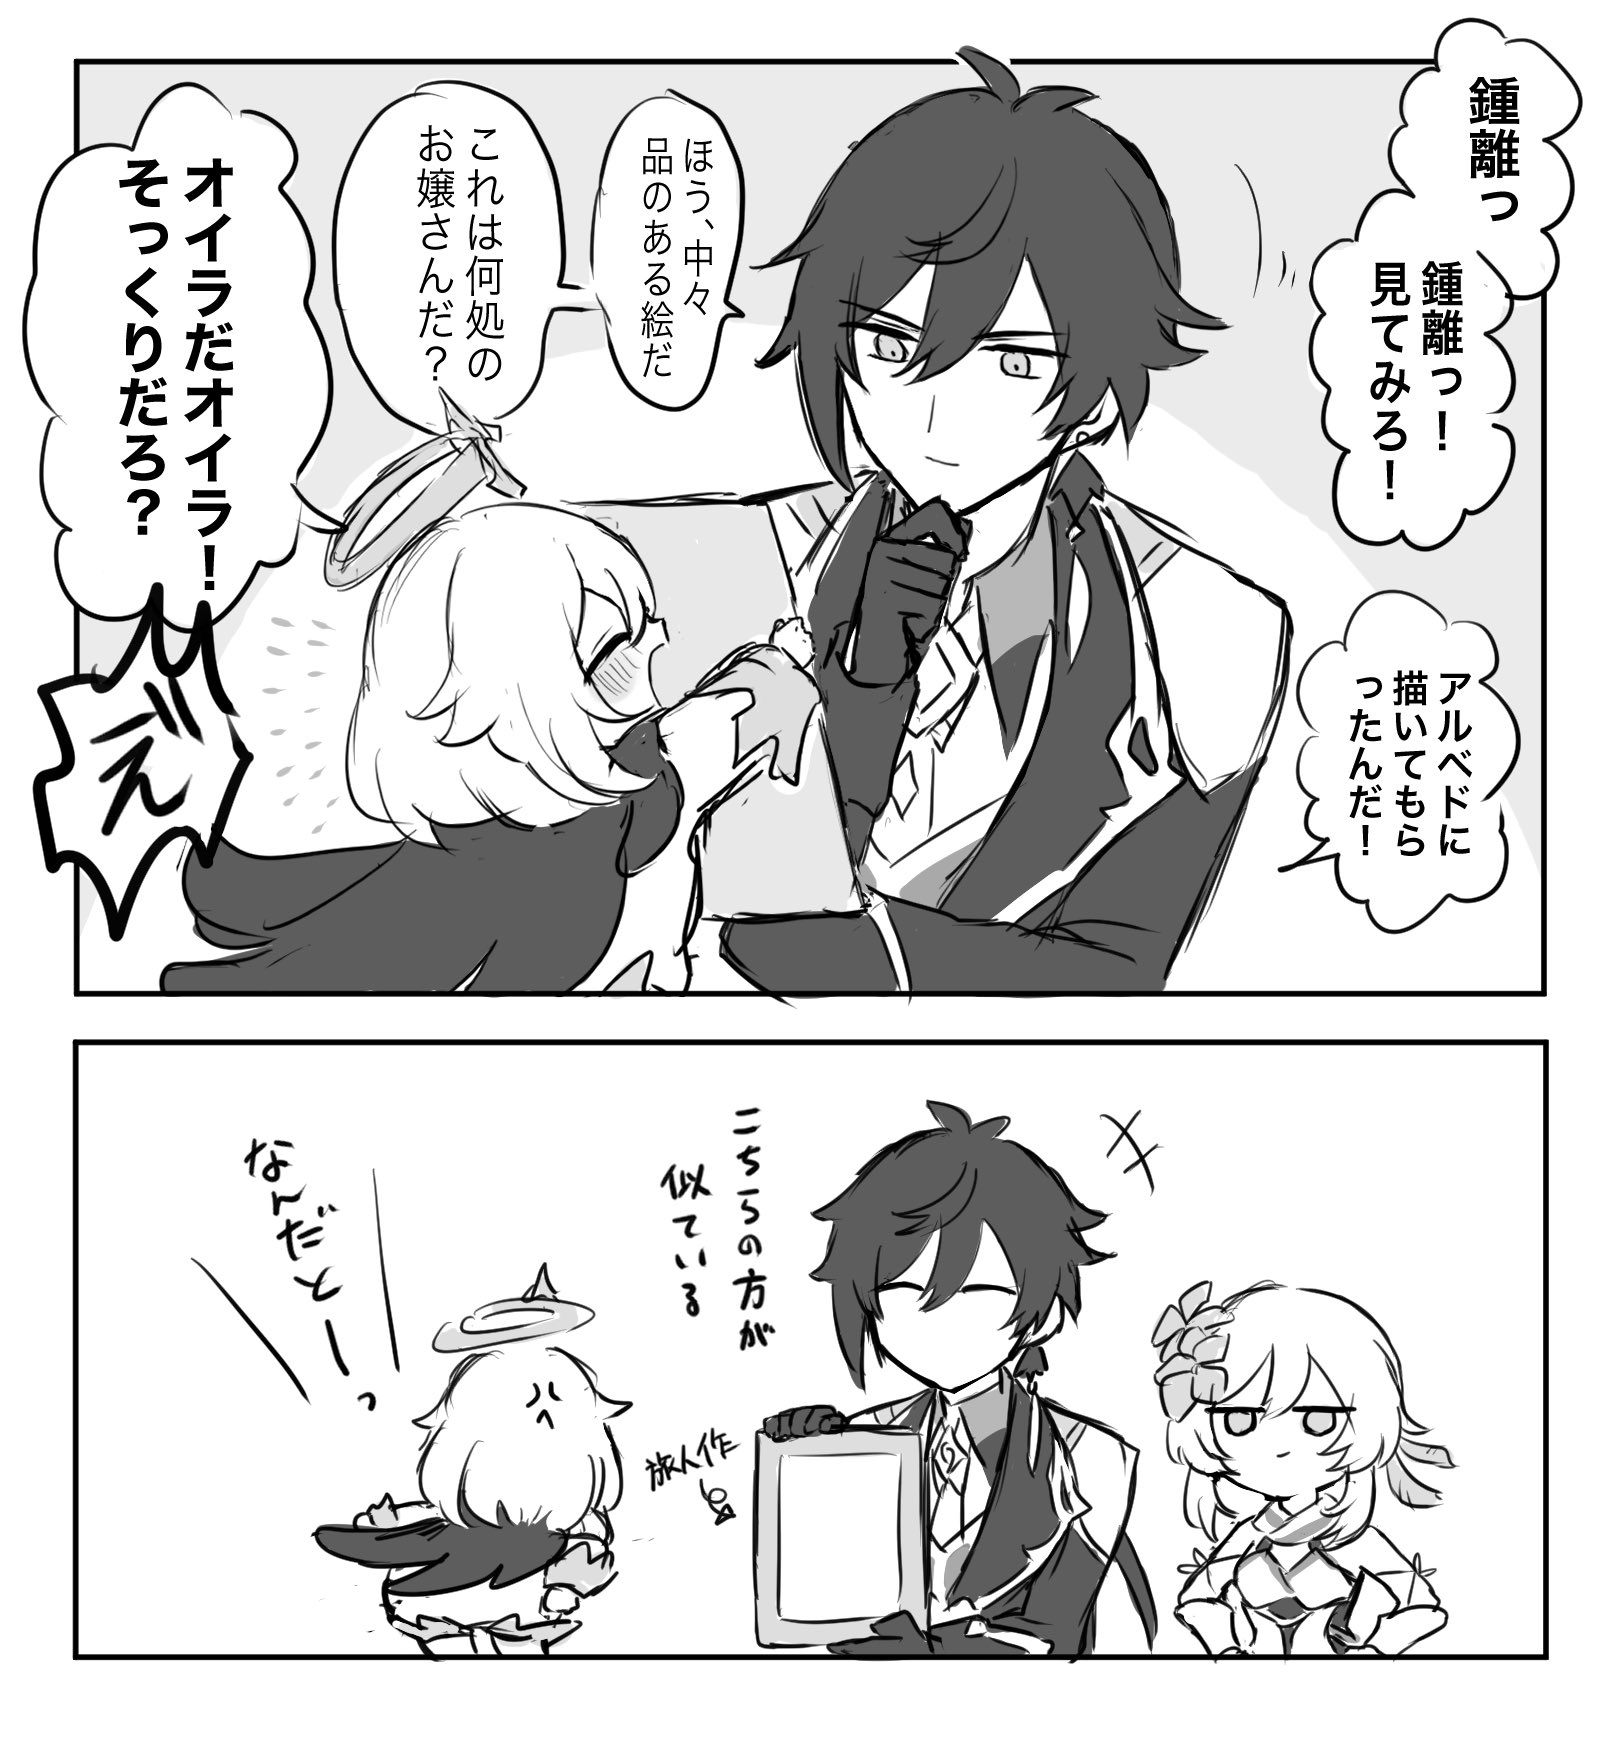 鍾離っ
鍾離っ！
見てみろ！
アルベドに
描いてもら
ったんだ！
ほう、中々
品のある絵だ
これは何処の
お嬢さんだ？
オイラだオイラ！
そっくりだろ？
こちらの方が
似ている
旅人作
なんだとーっ